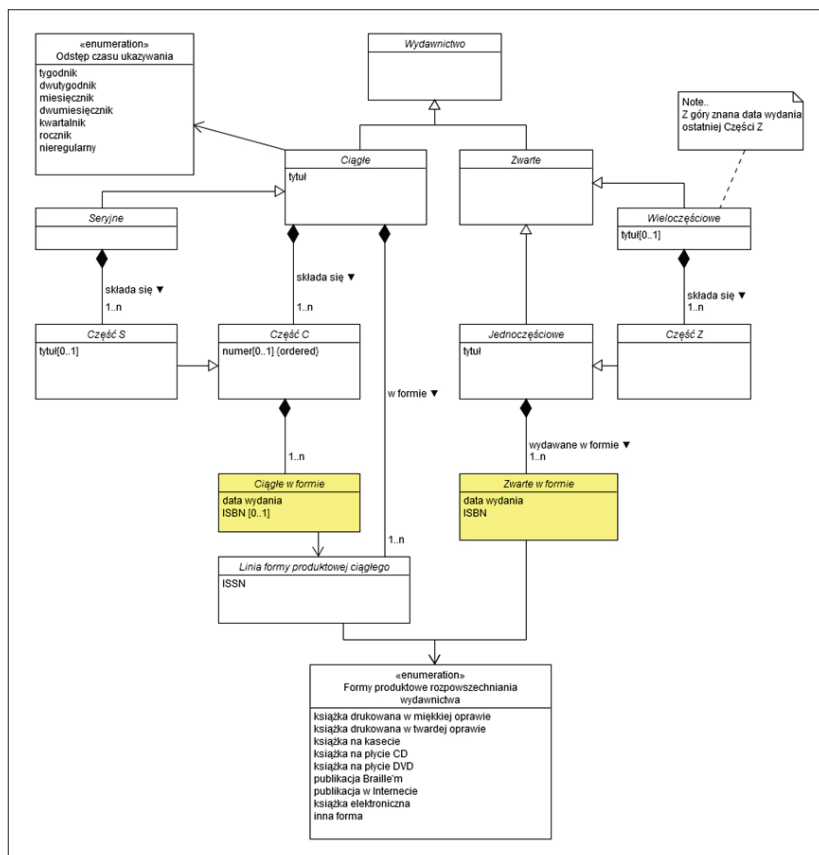 «enumeration»
Odstęp czasu ukazywania
tygodnik
dwutygodnik
miesięcznik
dwumiesięcznik
kwartalnik
rocznik
nieregularny
Wydawnictwo
Note..
Z góry znana data wydania
ostatniej Części Z
Ciągłe
tytuł
Zwarte
Seryjne
Wieloczęściowe
tytuł[0..1]
składa się ▼
1..n
składa się ▼
1..n
składa się ▼
1..n
Część S
tytuł[0..1]
Część C
numer[0..1] {ordered}
Jednoczęściowe
tytuł
Część Z
w formie ▼
1..n
wydawane w formie ▼
1..n
Ciągłe w formie
data wydania
ISBN [0..1]
Zwarte w formie
data wydania
ISBN
1..n
Linia formy produktowej ciągłego
ISSN
«enumeration»
Formy produktowe rozpowszechniania
wydawnictwa
książka drukowana w miękkiej oprawie
książka drukowana w twardej oprawie
książka na kasecie
książka na płycie CD
książka na płycie DVD
publikacja Braille'm
publikacja w Internecie
książka elektroniczna
inna forma